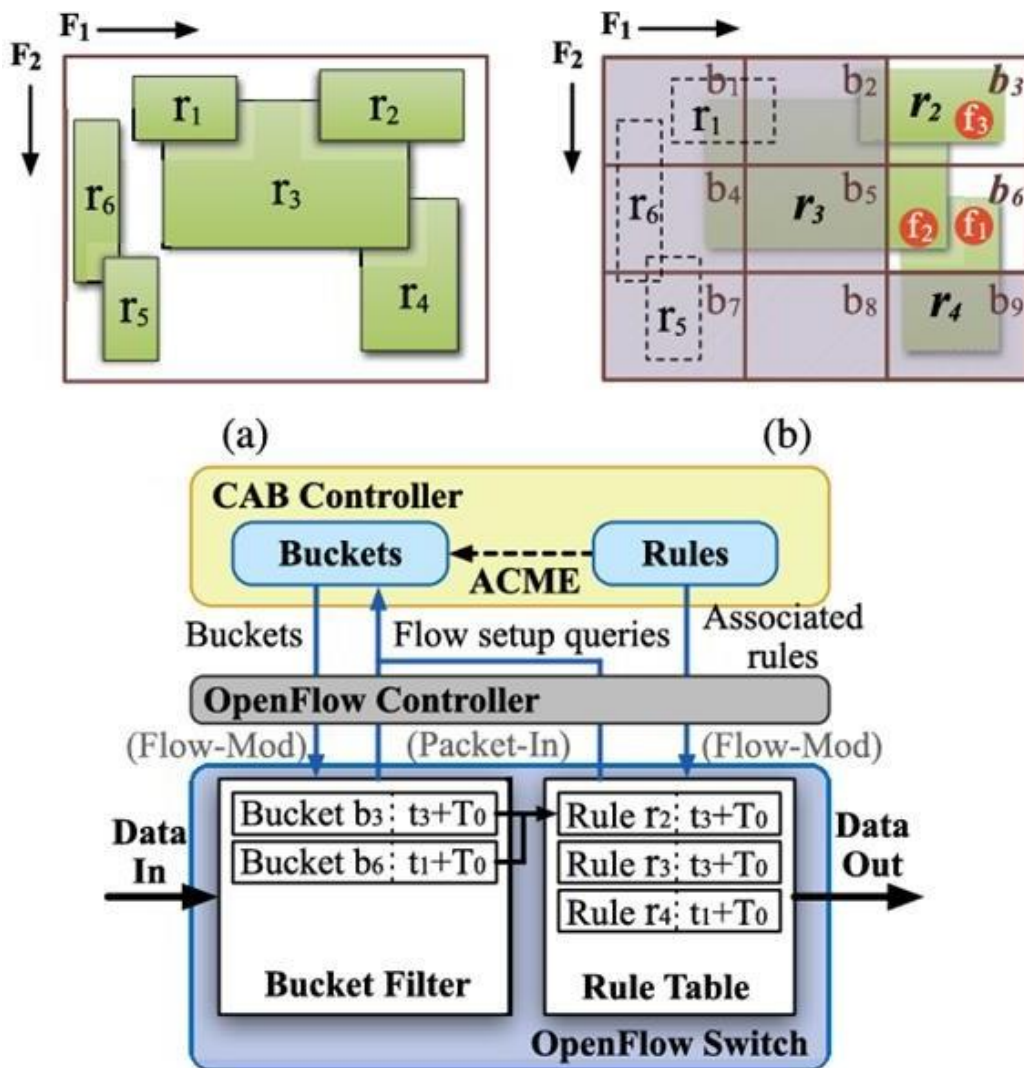 F₁
F₂
r₁
r₂
r₃
r₆
r₄
r₅
(a)
F₁
F₂
b₁
b₂
b₃
r₁
r₂
f₃
b₄
b₅
b₆
r₆
r₃
f₂
f₁
b₇
b₈
b₉
r₅
r₄
(b)
CAB Controller
Buckets
Rules
ACME
Buckets
Flow setup queries
Associated
rules
OpenFlow Controller
(Flow-Mod)
(Packet-In)
(Flow-Mod)
Data
In
Bucket b₃ t₃+T₀
Bucket b₆ t₁+T₀
Bucket Filter
Rule r₂ t₃+T₀
Rule r₃ t₃+T₀
Rule r₄ t₁+T₀
Rule Table
Data
Out
OpenFlow Switch